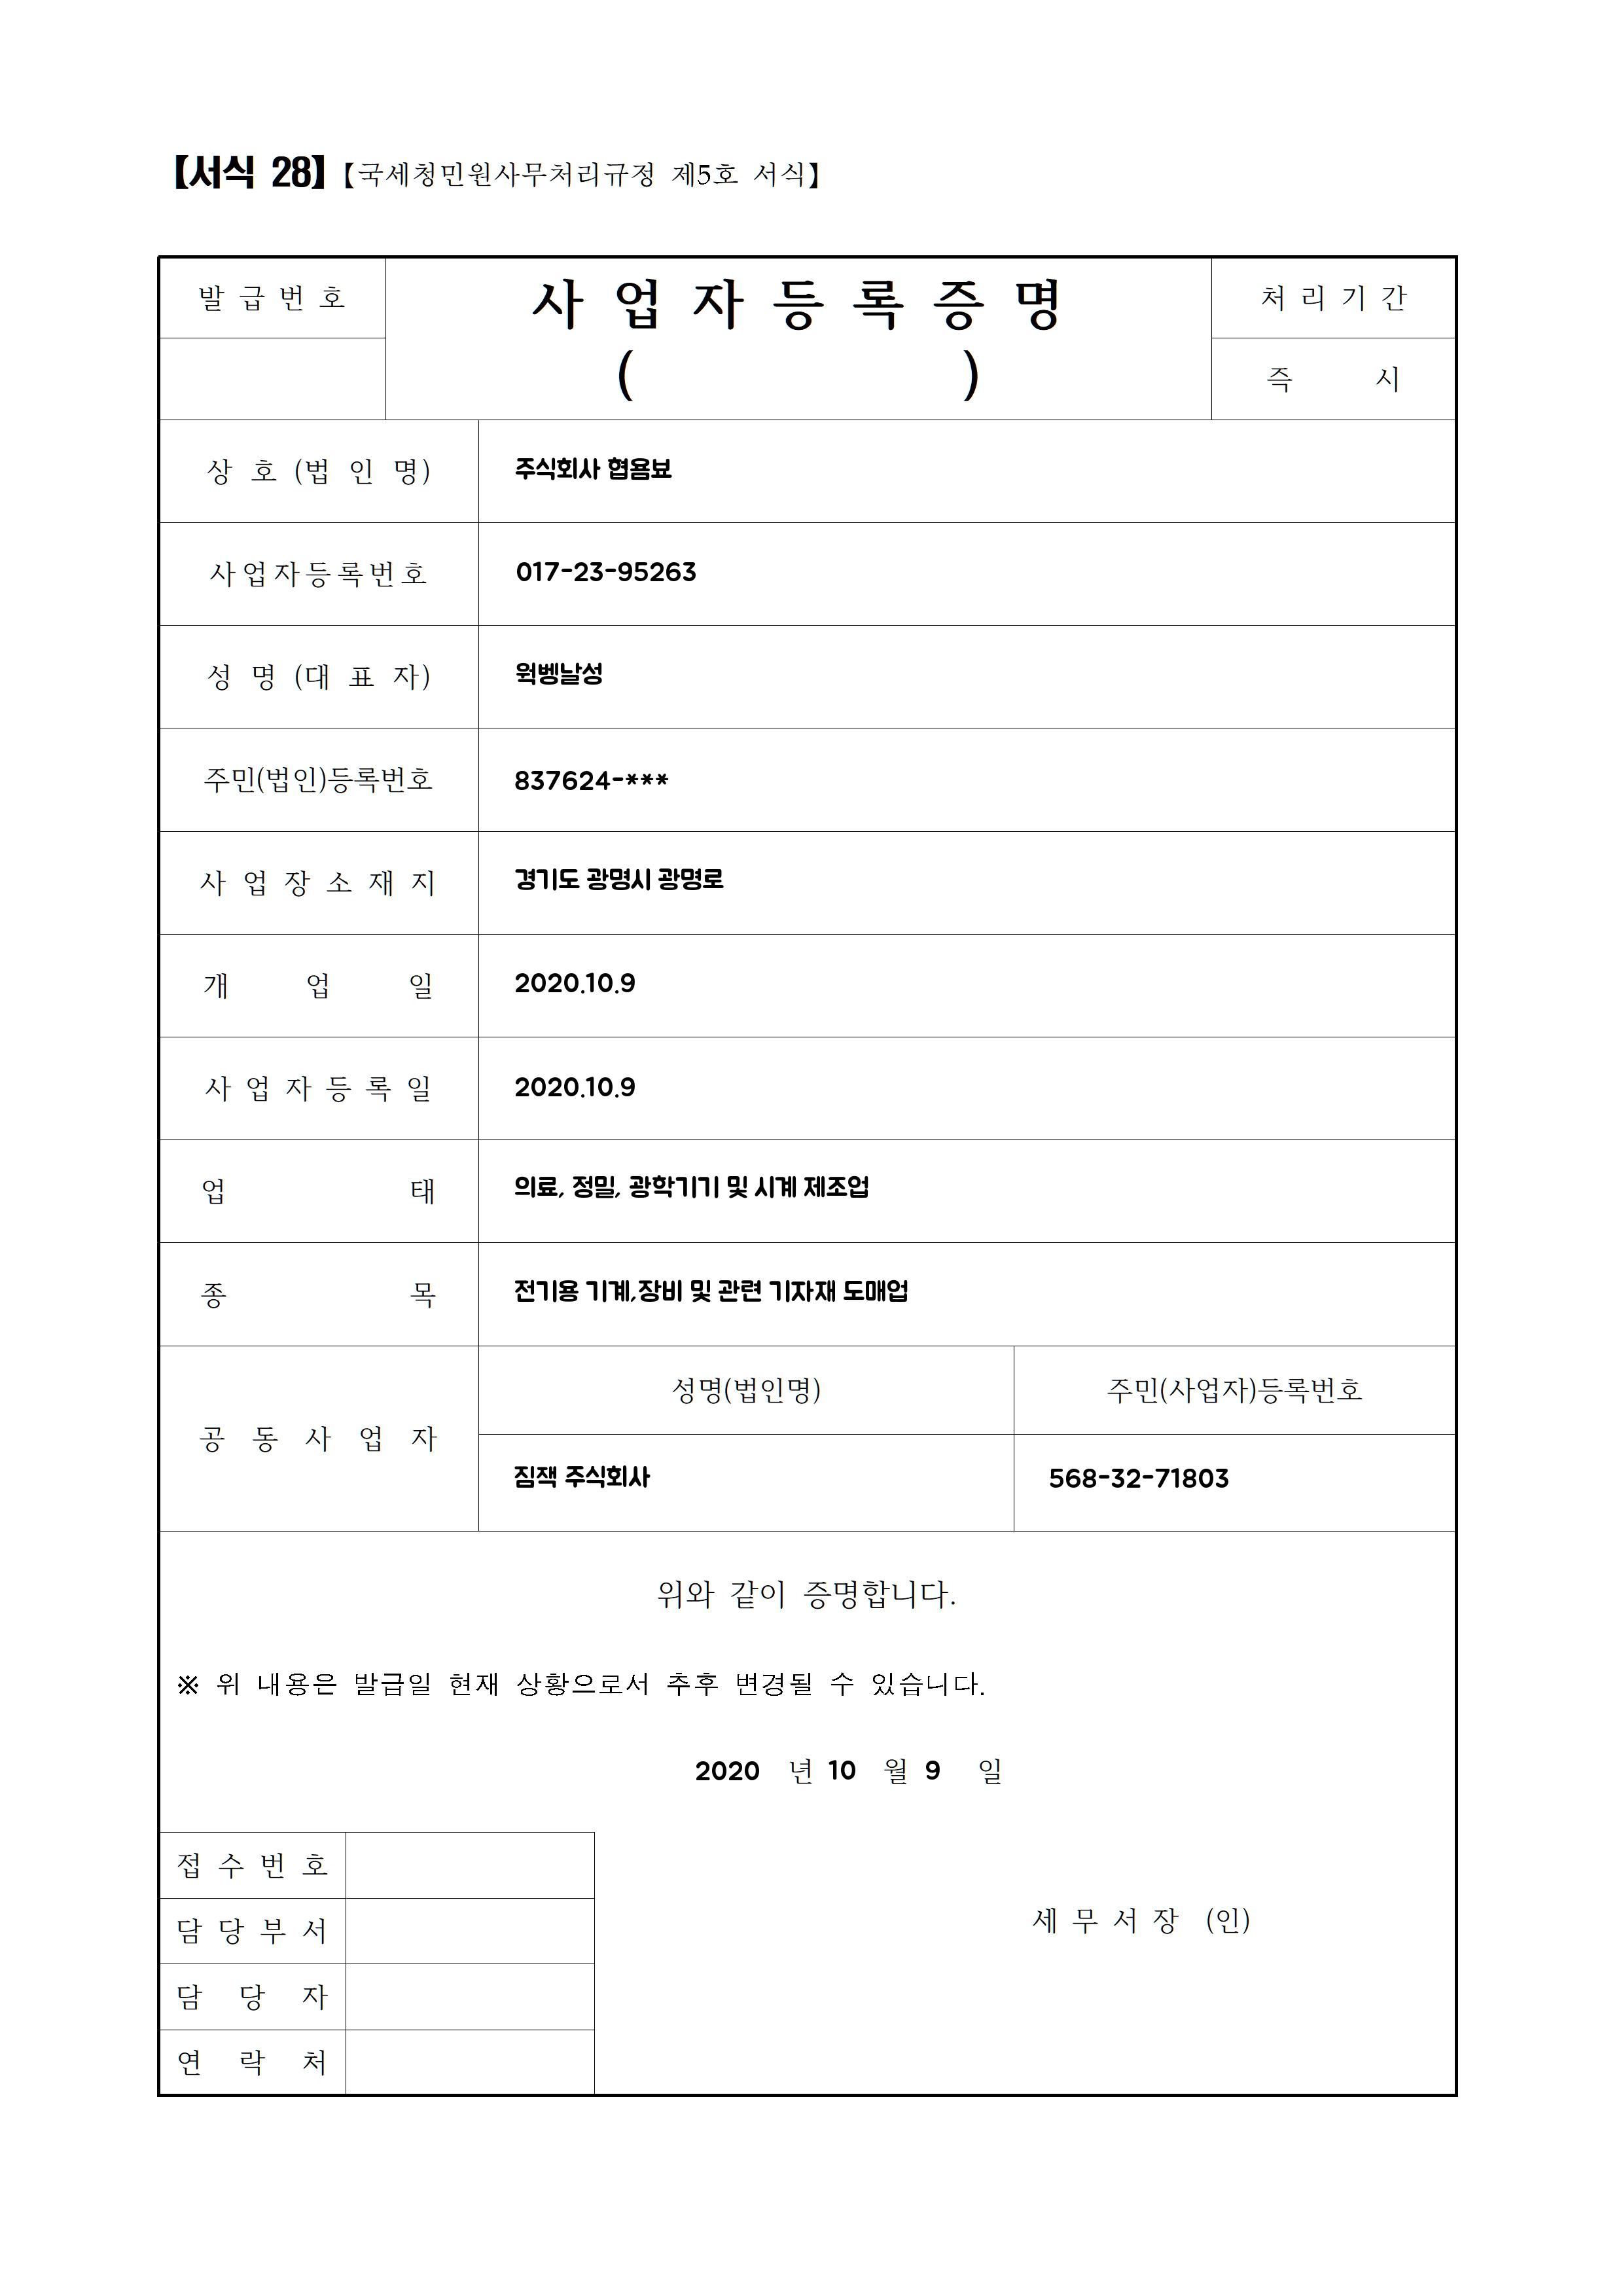 【서식 28】【국세청민원사무처리규정 제5호 서식】
발급번호
사업자등록증명
( )
처리기간
즉 시
상 호 (법 인 명)
주식회사 협욤뵤
사업자등록번호
017-23-95263
성 명 (대 표 자)
웍벵날성
주민(법인)등록번호
837624-***
사업장소재지
경기도 광명시 광명로
개 업 일
2020.10.9
사업자등록일
2020.10.9
업 태
의료, 정밀, 광학기기 및 시계 제조업
종 목
전기용 기계,장비 및 관련 기자재 도매업
공동사업자
성명(법인명)
주민(사업자)등록번호
짐잭 주식회사
568-32-71803
위와 같이 증명합니다.
※ 위 내용은 발급일 현재 상황으로서 추후 변경될 수 있습니다.
2020 년 10 월 9 일
접수번호
담당부서
담 당 자
연 락 처
세 무 서 장 (인)